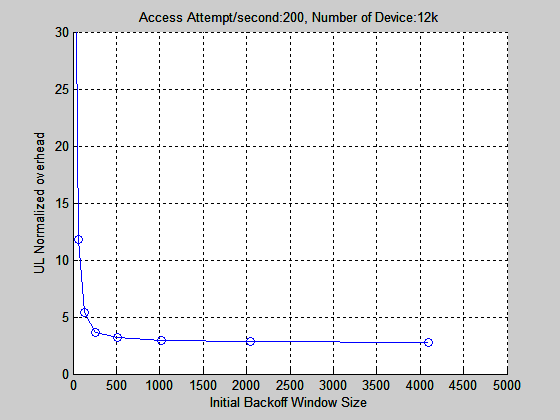 Access Attempt/second:200, Number of Device:12k
30
25
20
15
10
5
0
UL Normalized overhead
0 500 1000 1500 2000 2500 3000 3500 4000 4500 5000
Initial Backoff Window Size